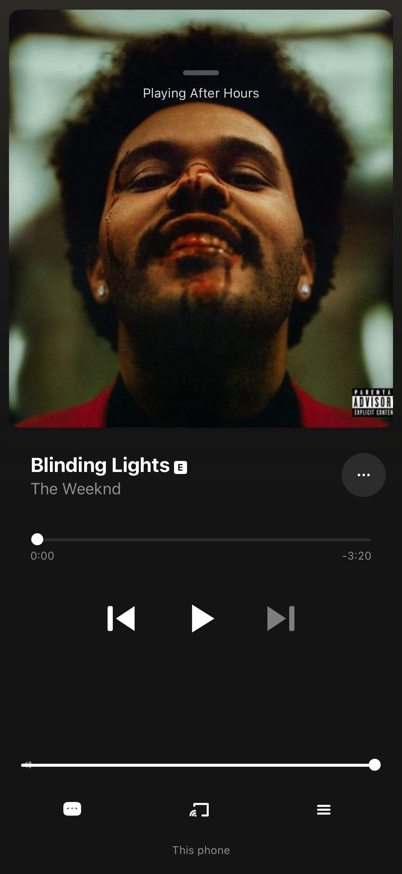 Playing After Hours
PARENTAL
ADVISORY
EXPLICIT CONTENT
Blinding Lights E
The Weeknd
0:00
-3:20
This phone